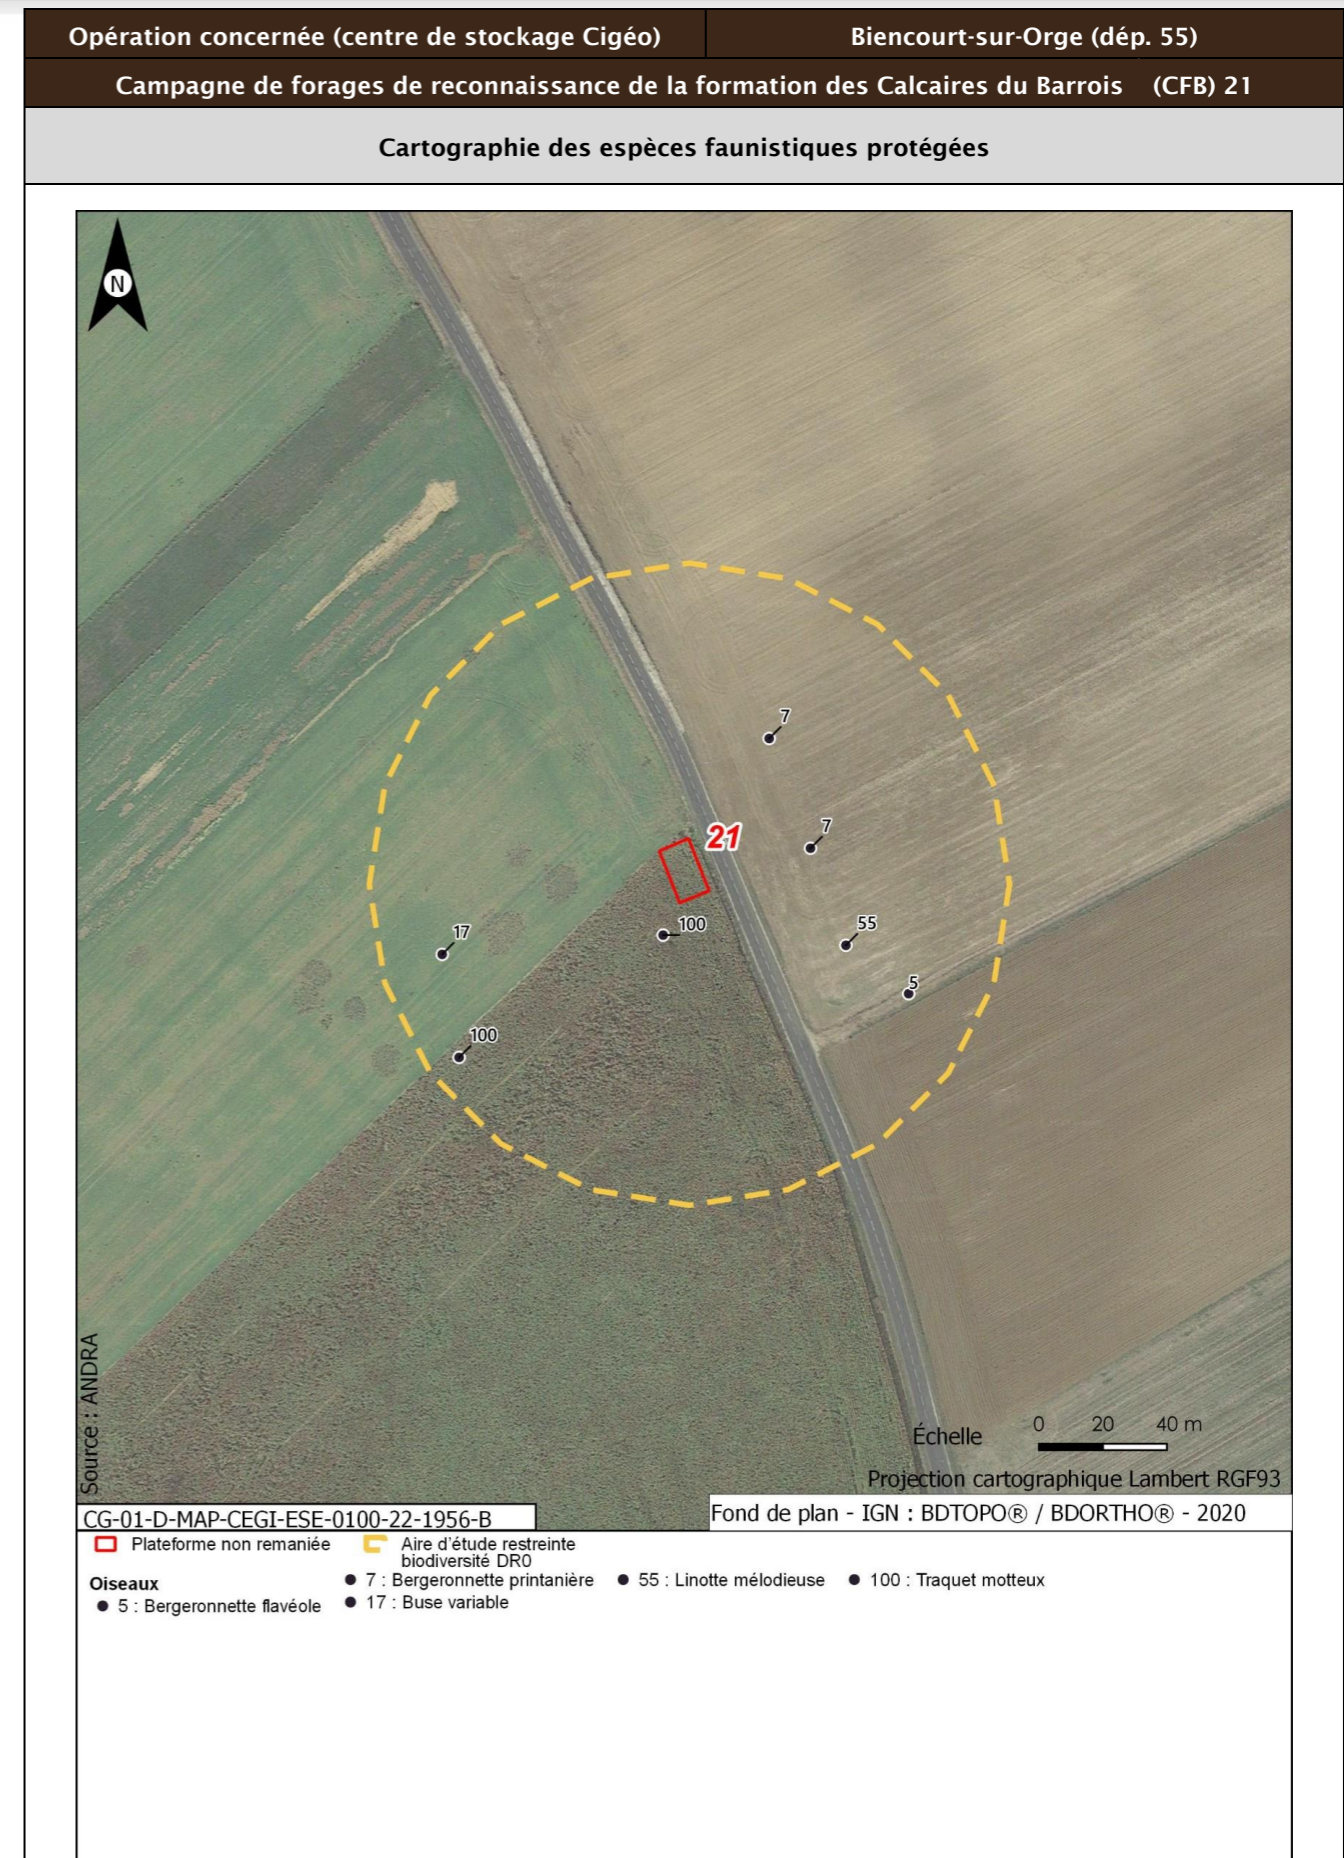 Opération concernée (centre de stockage Cigéo)
Biencourt-sur-Orge (dép. 55)
Campagne de forages de reconnaissance de la formation des Calcaires du Barrois (CFB) 21
Cartographie des espèces faunistiques protégées
N
7
7
21
100
55
17
5
100
Source : ANDRA
Échelle
0 20 40 m
Projection cartographique Lambert RGF93
CG-01-D-MAP-CEGI-ESE-0100-22-1956-B
Fond de plan - IGN : BDTOPO® / BDORTHO® - 2020
Plateforme non remaniée
Aire d'étude restreinte
biodiversité DR0
Oiseaux
5 : Bergeronnette flavéole
7 : Bergeronnette printanière
17 : Buse variable
55 : Linotte mélodieuse
100 : Traquet motteux